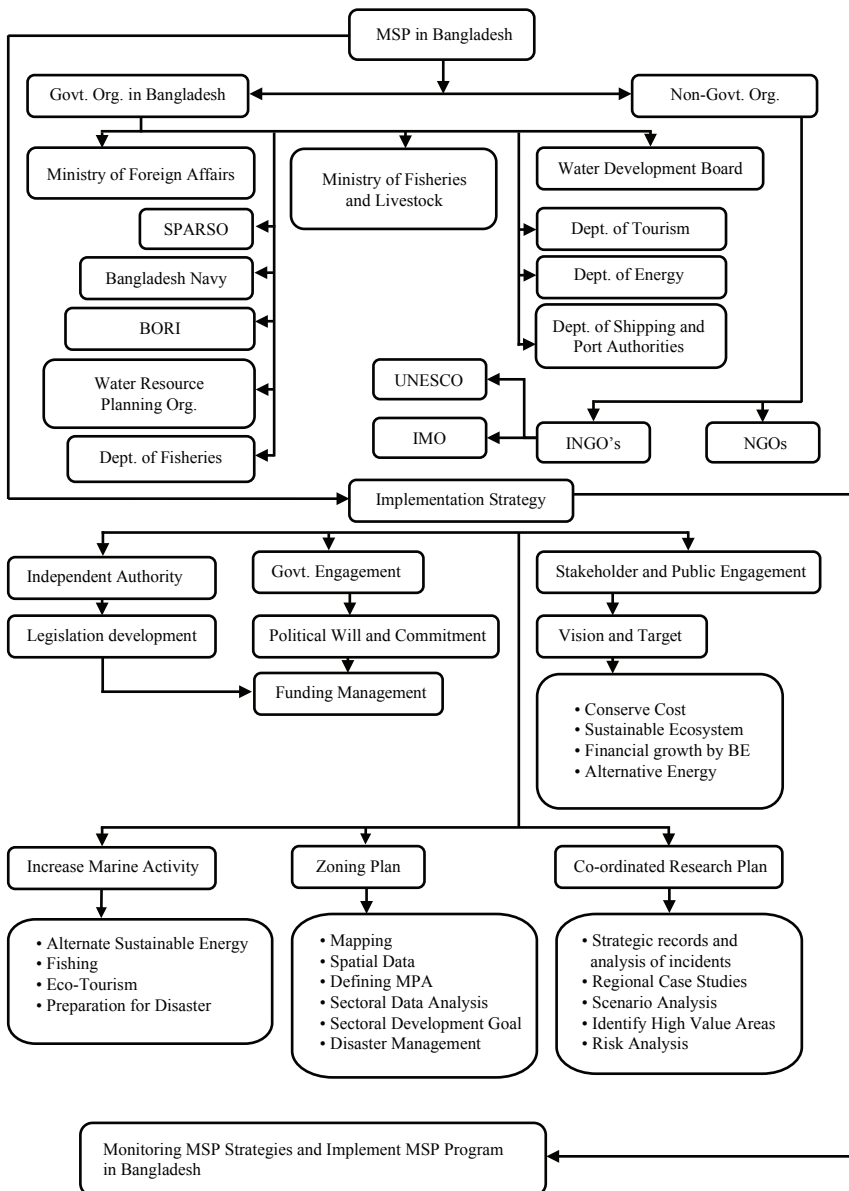 MSP in Bangladesh
Govt. Org. in Bangladesh
Non-Govt. Org.
Ministry of Foreign Affairs
Ministry of Fisheries
and Livestock
Water Development Board
SPARSO
Bangladesh Navy
BORI
Water Resource
Planning Org.
Dept. of Fisheries
Dept. of Tourism
Dept. of Energy
Dept. of Shipping and
Port Authorities
UNESCO
IMO
INGO's
NGOs
Implementation Strategy
Independent Authority
Govt. Engagement
Stakeholder and Public Engagement
Legislation development
Political Will and Commitment
Vision and Target
Funding Management
• Conserve Cost
• Sustainable Ecosystem
• Financial growth by BE
• Alternative Energy
Increase Marine Activity
Zoning Plan
Co-ordinated Research Plan
• Alternate Sustainable Energy
• Fishing
• Eco-Tourism
• Preparation for Disaster
• Mapping
• Spatial Data
• Defining MPA
• Sectoral Data Analysis
• Sectoral Development Goal
• Disaster Management
• Strategic records and
analysis of incidents
• Regional Case Studies
• Scenario Analysis
• Identify High Value Areas
• Risk Analysis
Monitoring MSP Strategies and Implement MSP Program
in Bangladesh